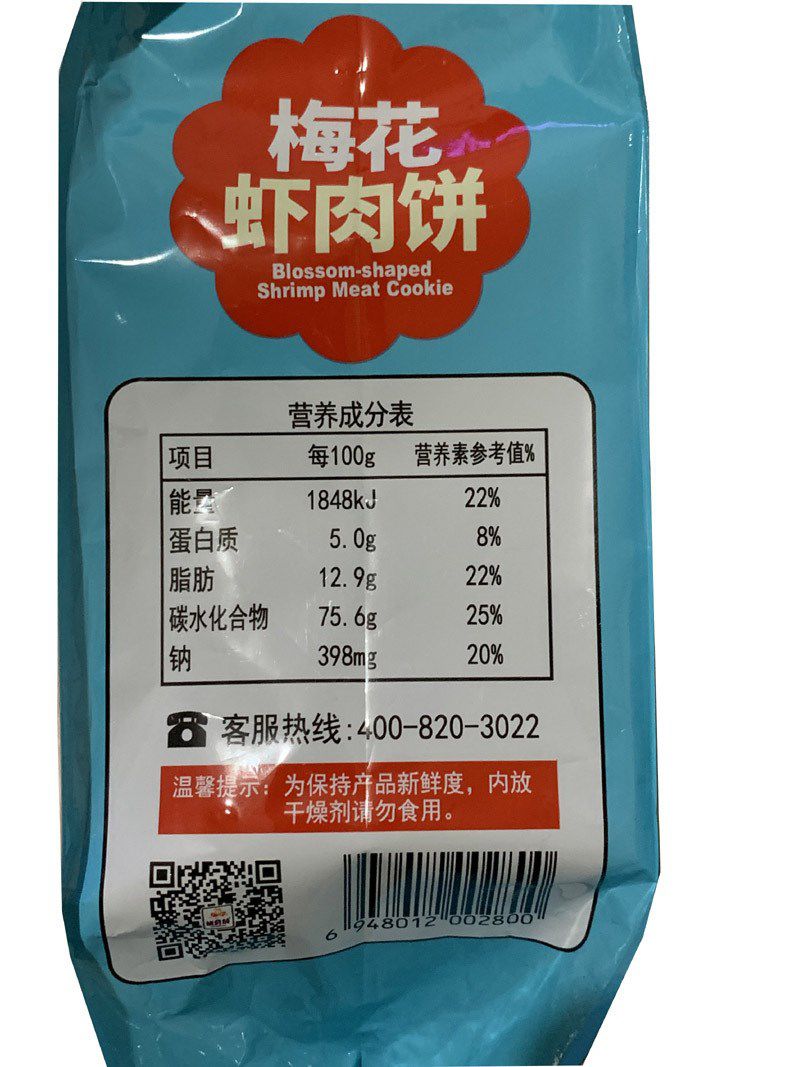 梅花
虾肉饼
Blossom-shaped
Shrimp Meat Cookie
营养成分表
项目 每100g 营养素参考值%
能量 1848kJ 22%
蛋白质 5.0g 8%
脂肪 12.9g 22%
碳水化合物 75.6g 25%
钠 398mg 20%
客服热线:400-820-3022
温馨提示：为保持产品新鲜度，内放
干燥剂请勿食用。
6 948012 002800